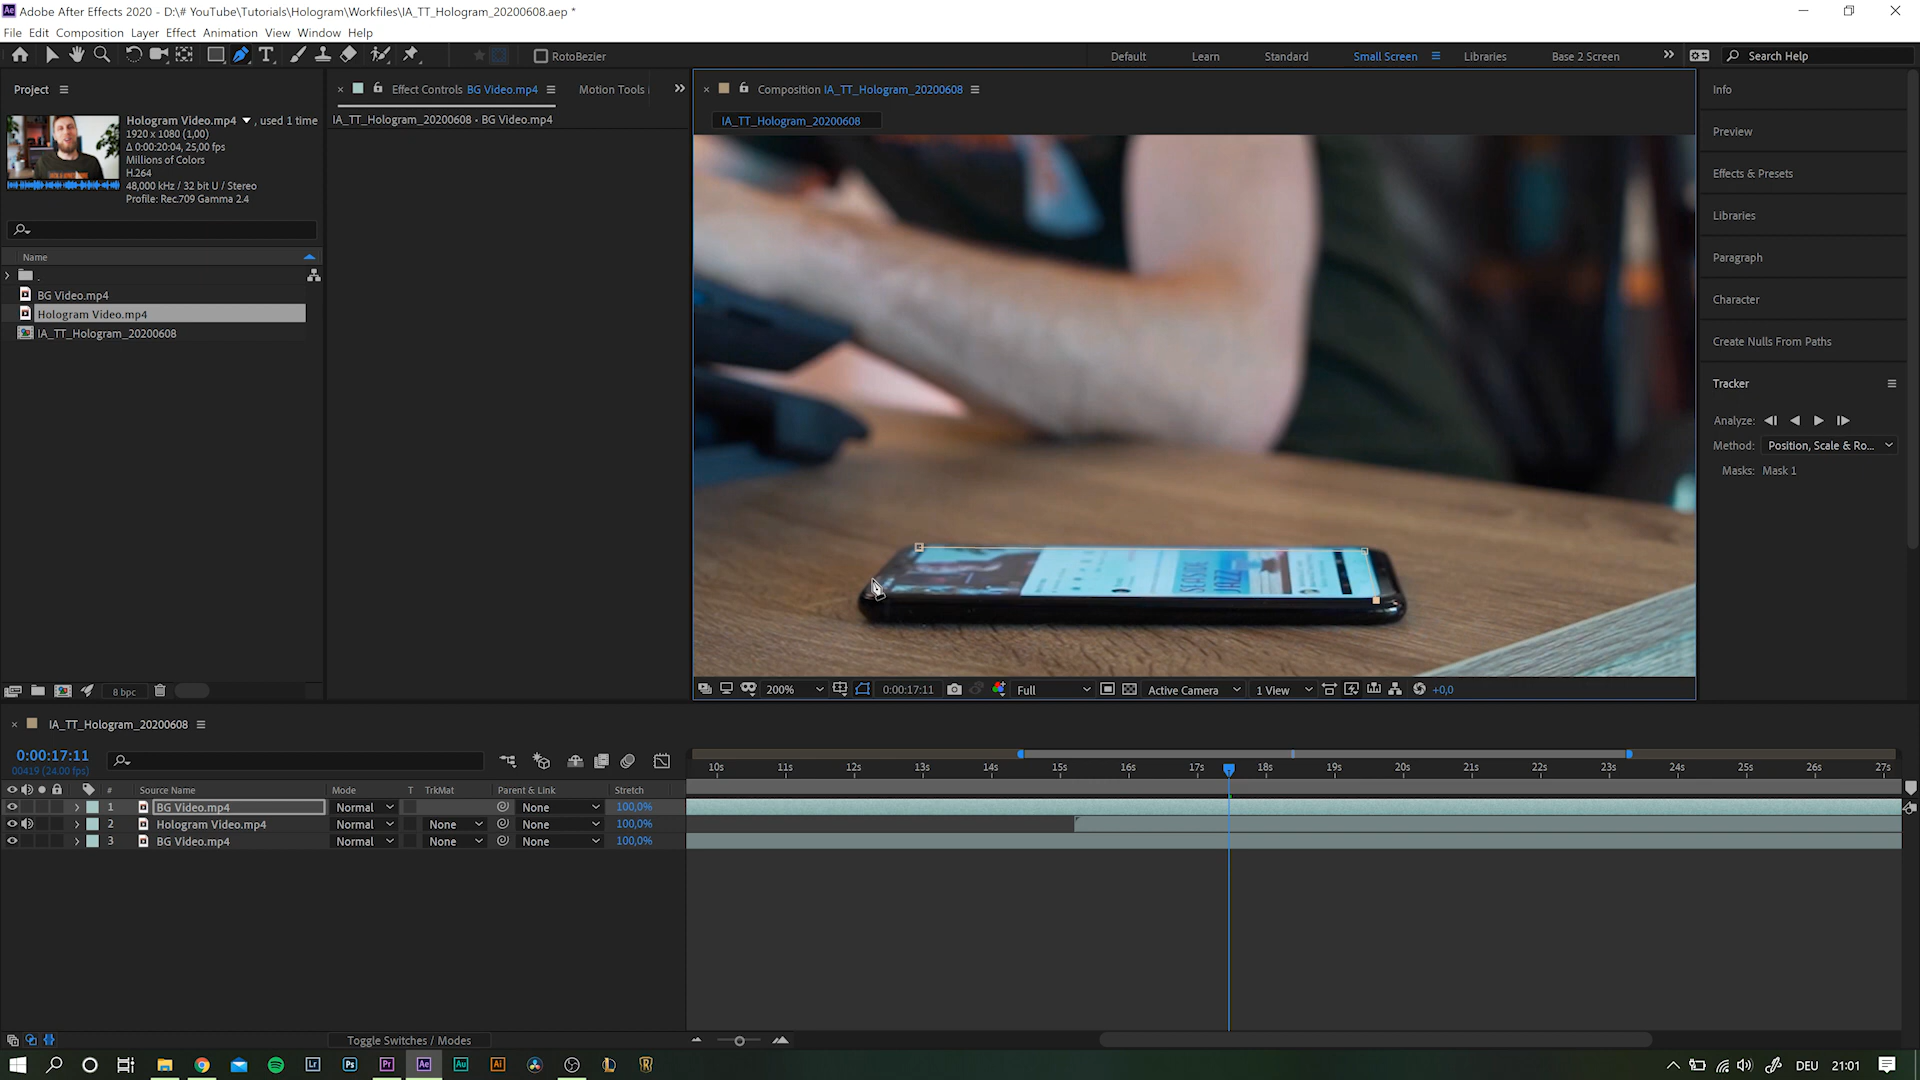 Adobe After Effects 2020 - D:\# YouTube\Tutorials\Hologram\Workfiles\IA_TT_Hologram_20200608.aep *
File Edit Composition Layer Effect Animation View Window Help
RotoBezier
Default Learn Standard Small Screen Libraries Base 2 Screen Search Help
Project
Effect Controls BG Video.mp4 Motion Tools
Composition IA_TT_Hologram_20200608
Info
Hologram Video.mp4 , used 1 time
1920 x 1080 (1,00)
Δ 0:00:20:04, 25,00 fps
Millions of Colors
H.264
48,000 kHz / 32 bit U / Stereo
Profile: Rec.709 Gamma 2.4
IA_TT_Hologram_20200608 • BG Video.mp4
IA_TT_Hologram_20200608
Preview
Effects & Presets
Libraries
Paragraph
Character
Create Nulls From Paths
Tracker
Analyze:
Method: Position, Scale & Ro...
Masks: Mask 1
Name
BG Video.mp4
Hologram Video.mp4
IA_TT_Hologram_20200608
SEASIDE
JAZZ
8 bpc
200% 0:00:17:11 Full Active Camera 1 View +0,0
IA_TT_Hologram_20200608
0:00:17:11
00419 (24.00 fps)
10s 11s 12s 13s 14s 15s 16s 17s 18s 19s 20s 21s 22s 23s 24s 25s 26s 27s
# Source Name Mode T TrkMat Parent & Link Stretch
1 BG Video.mp4 Normal None 100,0%
2 Hologram Video.mp4 Normal None None 100,0%
3 BG Video.mp4 Normal None None 100,0%
Toggle Switches / Modes
Lr Ps Pr Ae Au Ai
DEU 21:01